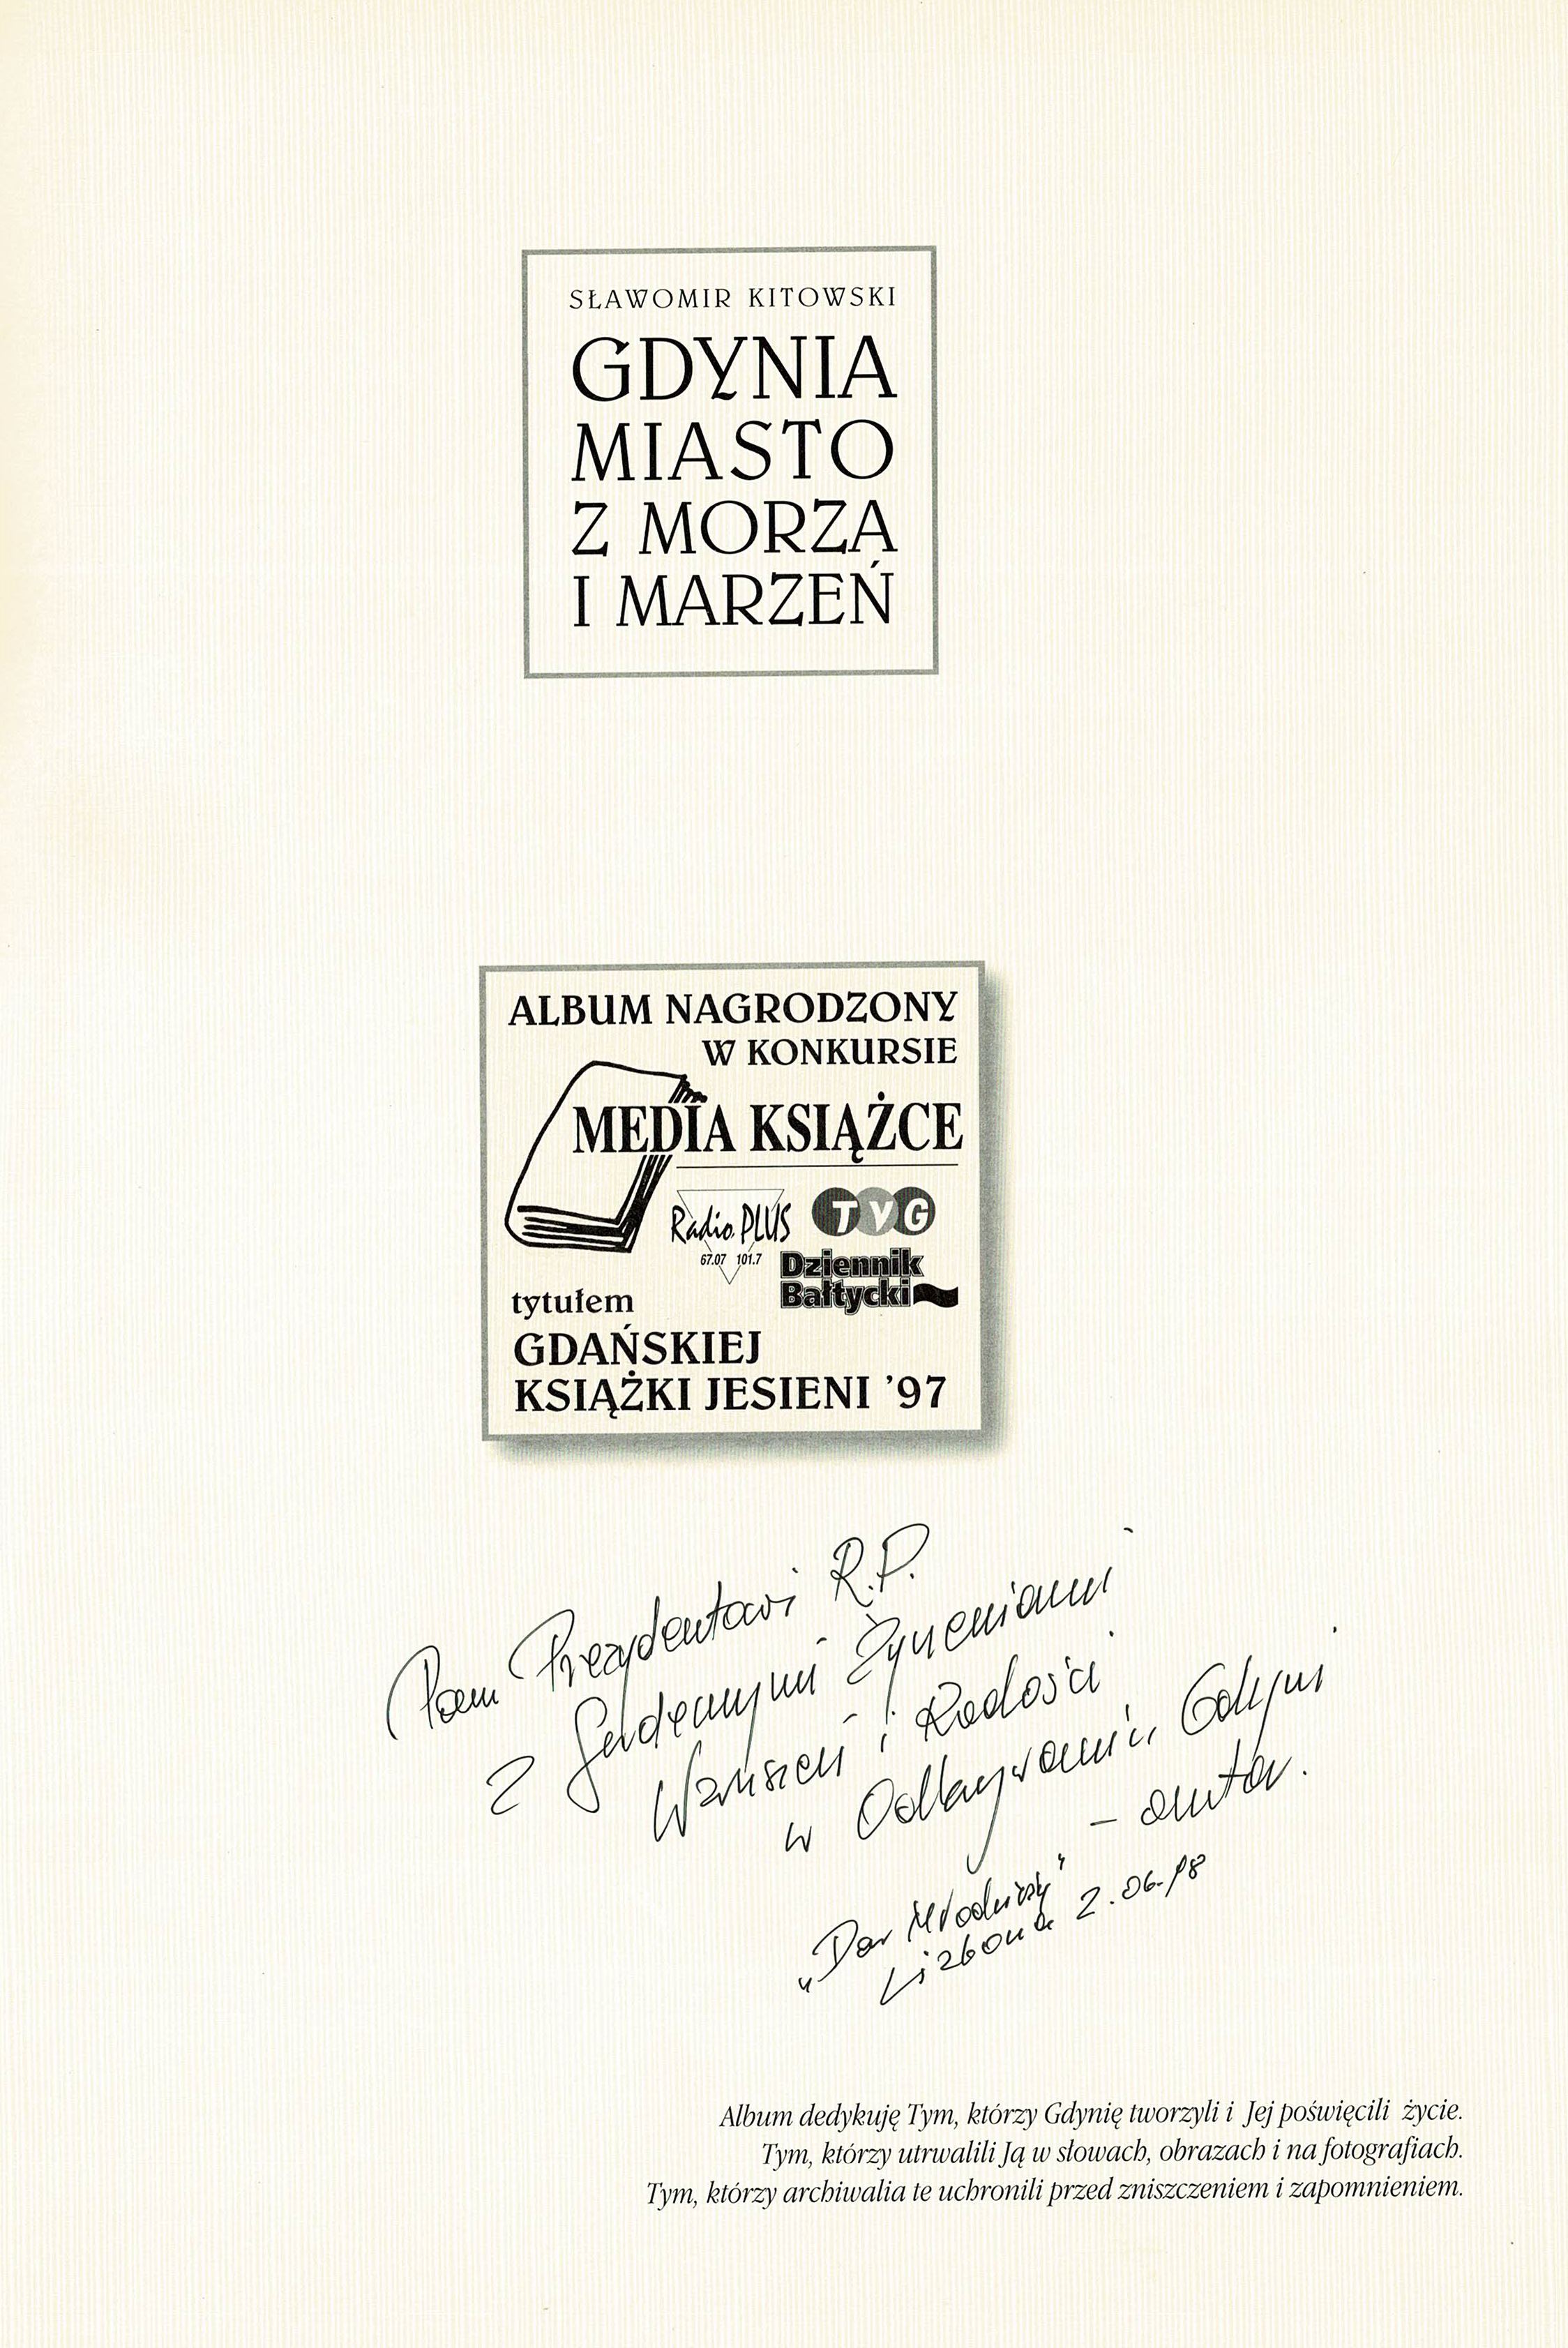 SŁAWOMIR KITOWSKI
GDYNIA
MIASTO
Z MORZA
I MARZEŃ
ALBUM NAGRODZONY
W KONKURSIE
MEDIA KSIĄŻCE
Radio PLUS
67.07 101.7
TVG
Dziennik
Bałtycki
tytułem
GDAŃSKIEJ
KSIĄŻKI JESIENI '97
Panu Prezydentowi R.P.
z Serdecznymi Życzeniami
Wzruszeń i Radości
w Odkrywaniu Gdyni
– autor.
„Dar Młodzieży"
Lizbona 2.06.98
Album dedykuję Tym, którzy Gdynię tworzyli i Jej poświęcili życie.
Tym, którzy utrwalili Ją w słowach, obrazach i na fotografiach.
Tym, którzy archiwalia te uchronili przed zniszczeniem i zapomnieniem.